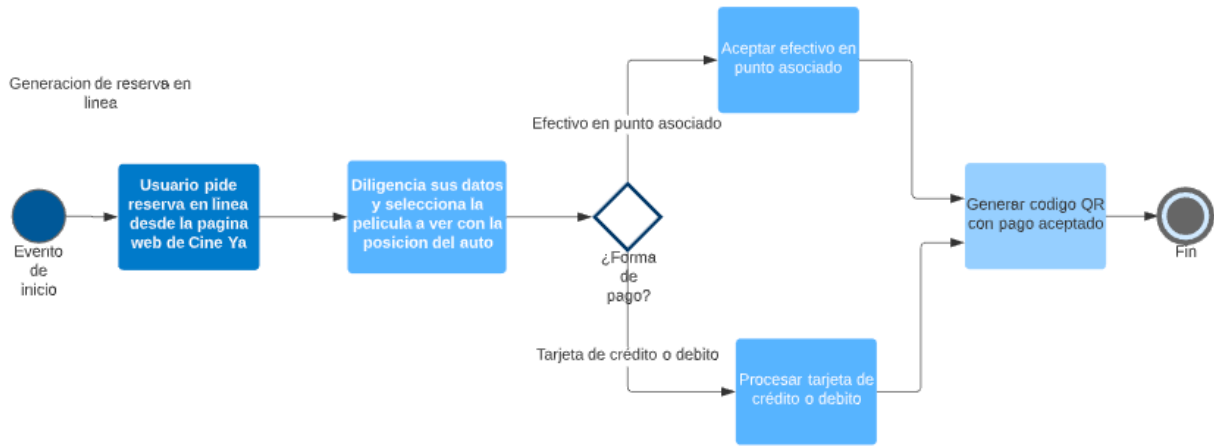 Generacion de reserva en
linea
Evento
de
inicio
Usuario pide
reserva en linea
desde la pagina
web de Cine Ya
Diligencia sus datos
y selecciona la
pelicula a ver con la
posicion del auto
¿Forma
de
pago?
Efectivo en punto asociado
Aceptar efectivo en
punto asociado
Tarjeta de crédito o debito
Procesar tarjeta de
crédito o debito
Generar codigo QR
con pago aceptado
Fin